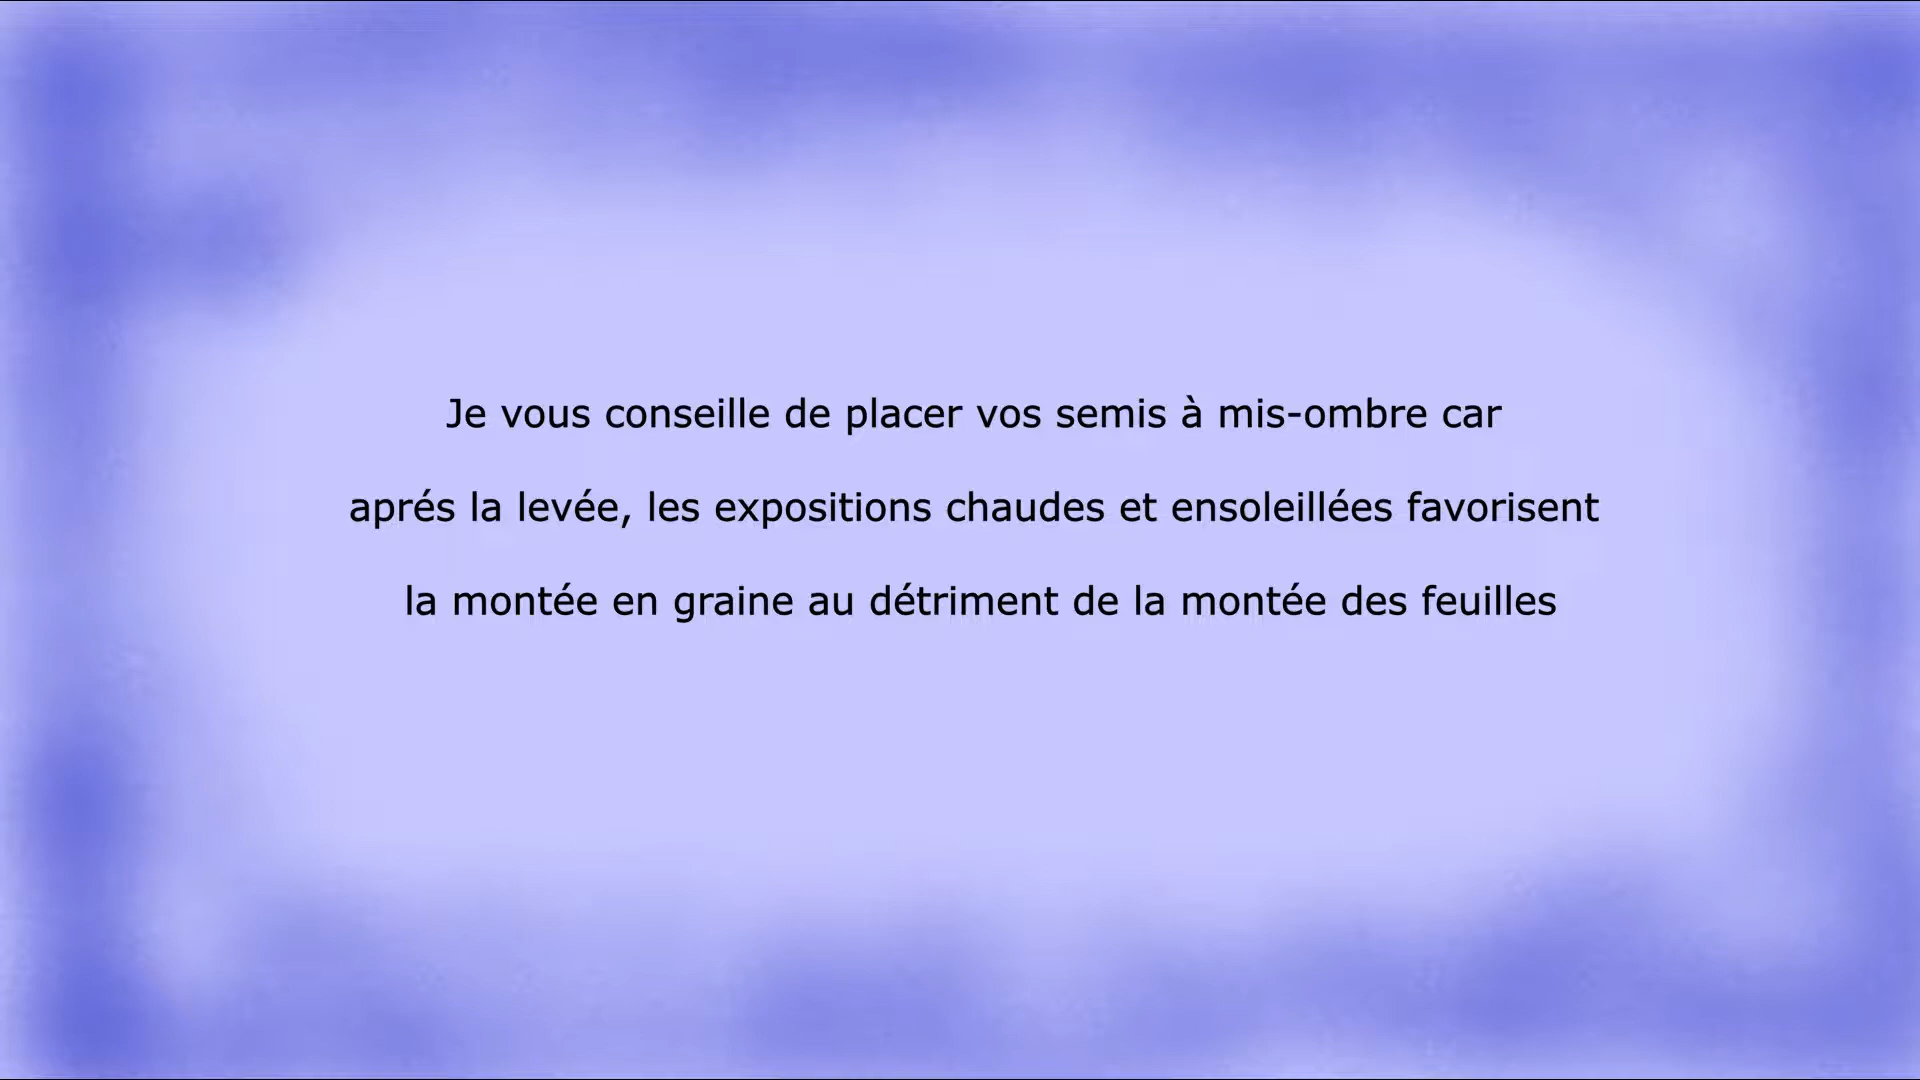 Je vous conseille de placer vos semis à mis-ombre car
aprés la levée, les expositions chaudes et ensoleillées favorisent
la montée en graine au détriment de la montée des feuilles